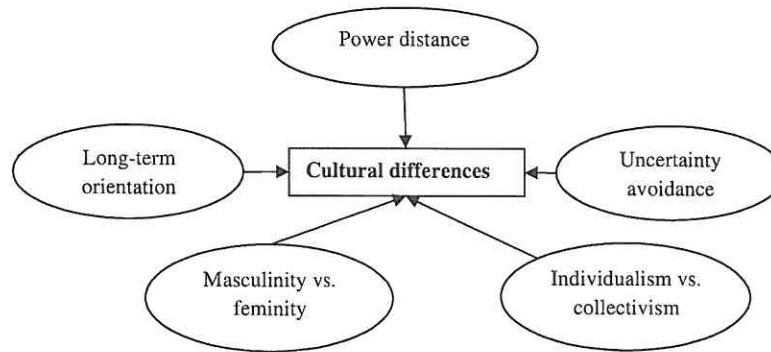 Power distance
Long-term
orientation
Cultural differences
Uncertainty
avoidance
Masculinity vs.
feminity
Individualism vs.
collectivism